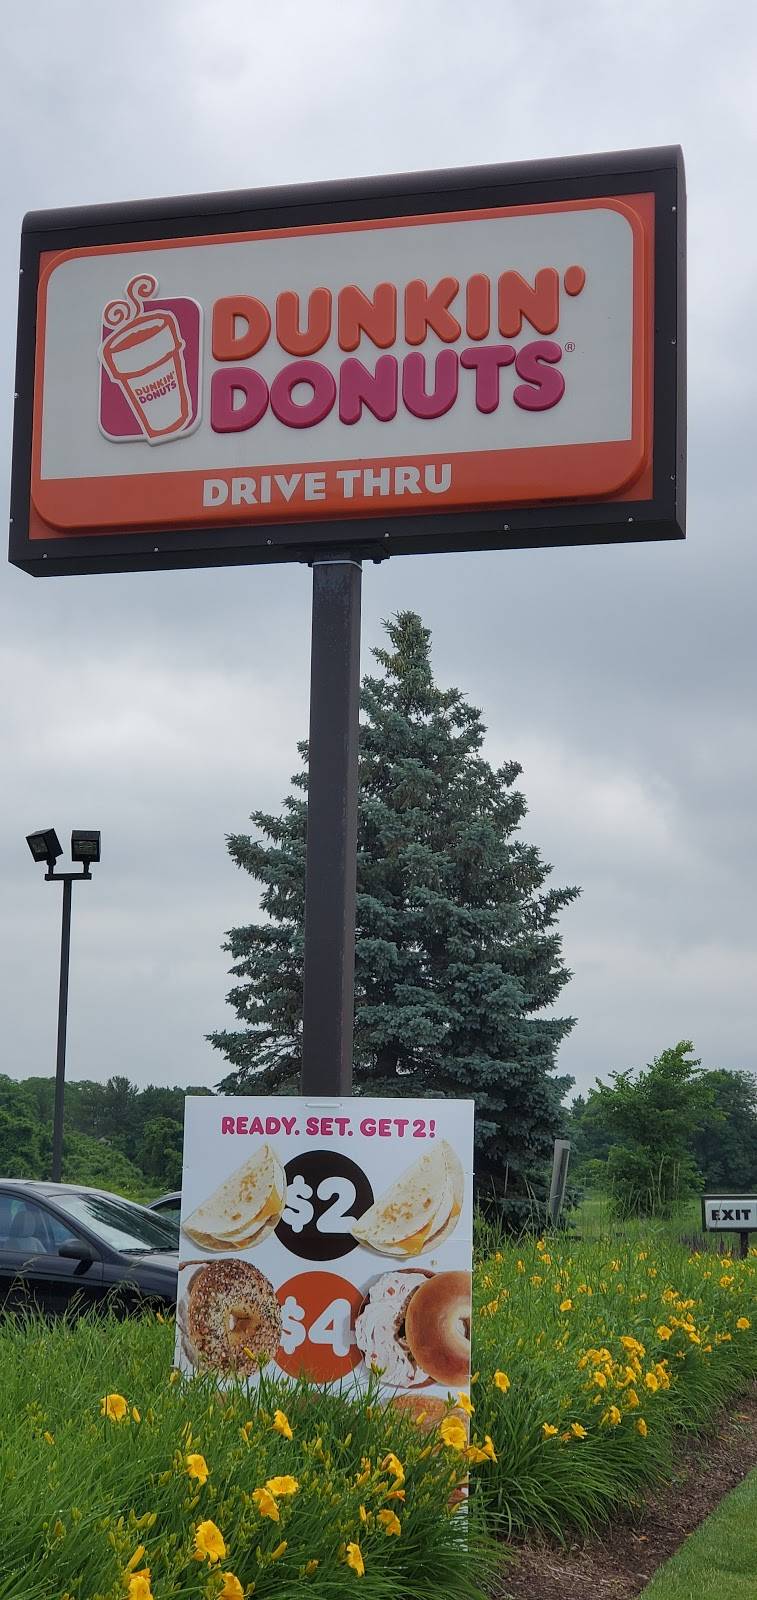 DUNKIN'
DONUTS®
DUNKIN'
DONUTS
DRIVE THRU
READY. SET. GET 2!
$2
$4
EXIT